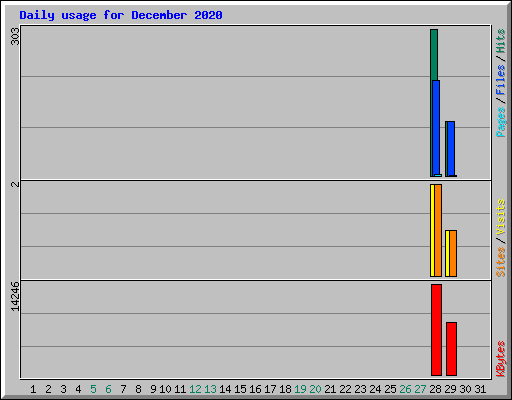 Daily usage for December 2020
303
2
14246
Pages / Files / Hits
Sites / Visits
KBytes
1 2 3 4 5 6 7 8 9 10 11 12 13 14 15 16 17 18 19 20 21 22 23 24 25 26 27 28 29 30 31